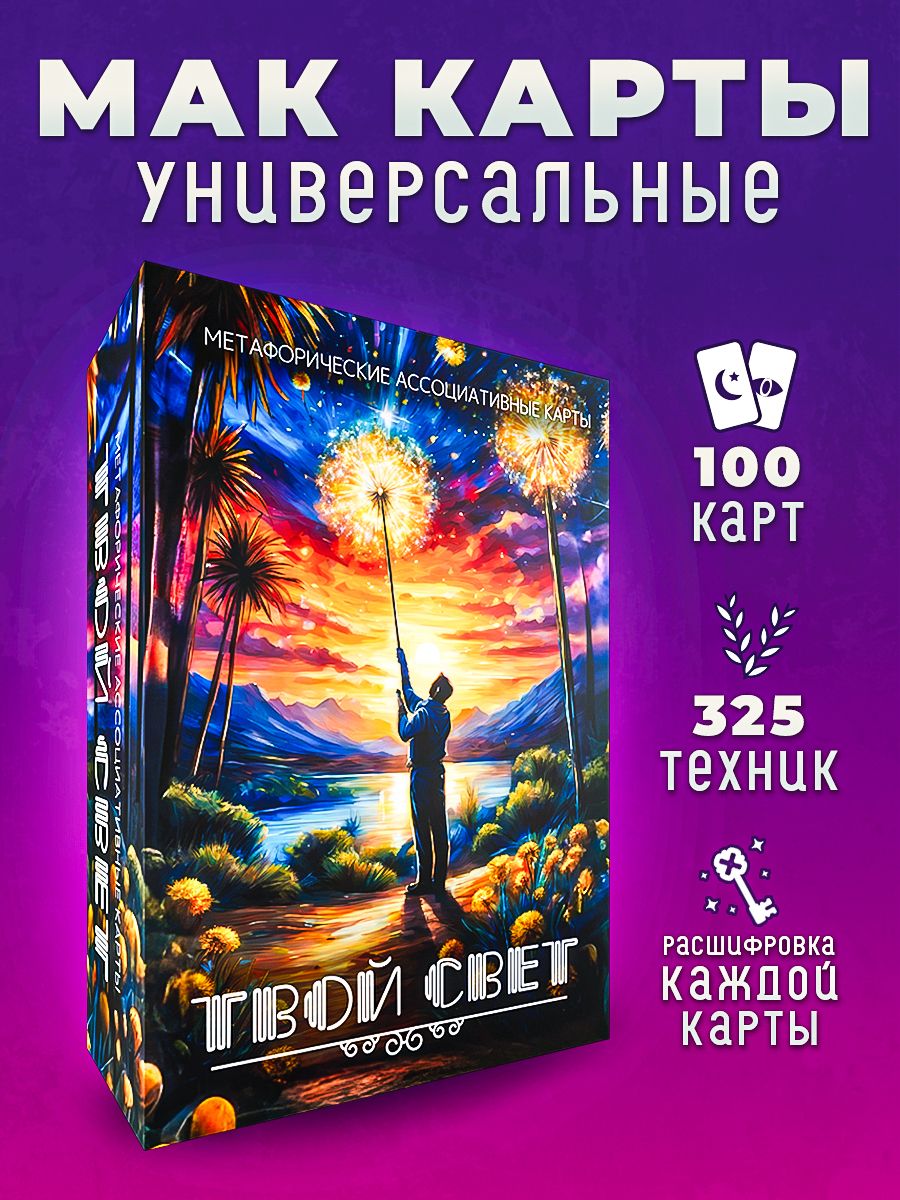 МАК КАРТЫ
УНИВЕРСАЛЬНЫЕ
МЕТАФОРИЧЕСКИЕ АССОЦИАТИВНЫЕ КАРТЫ
ТВОЙ СВЕТ
МЕТАФОРИЧЕСКИЕ АССОЦИАТИВНЫЕ КАРТЫ
ТВОЙ СВЕТ
100
КАРТ
325
ТЕХНИК
РАСШИФРОВКА
КАЖДОЙ
КАРТЫ